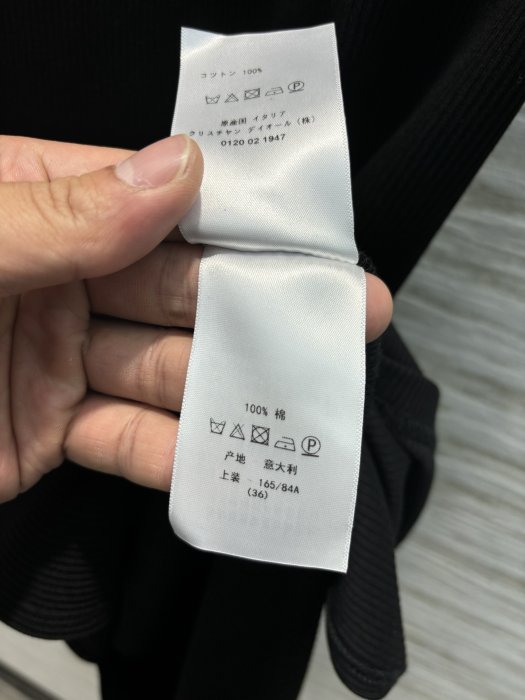 コットン 100%
原産国 イタリア
クリスチャン ディオール (株)
0120 02 1947
100% 棉
P
产地 意大利
上装 - 165/84A
(36)